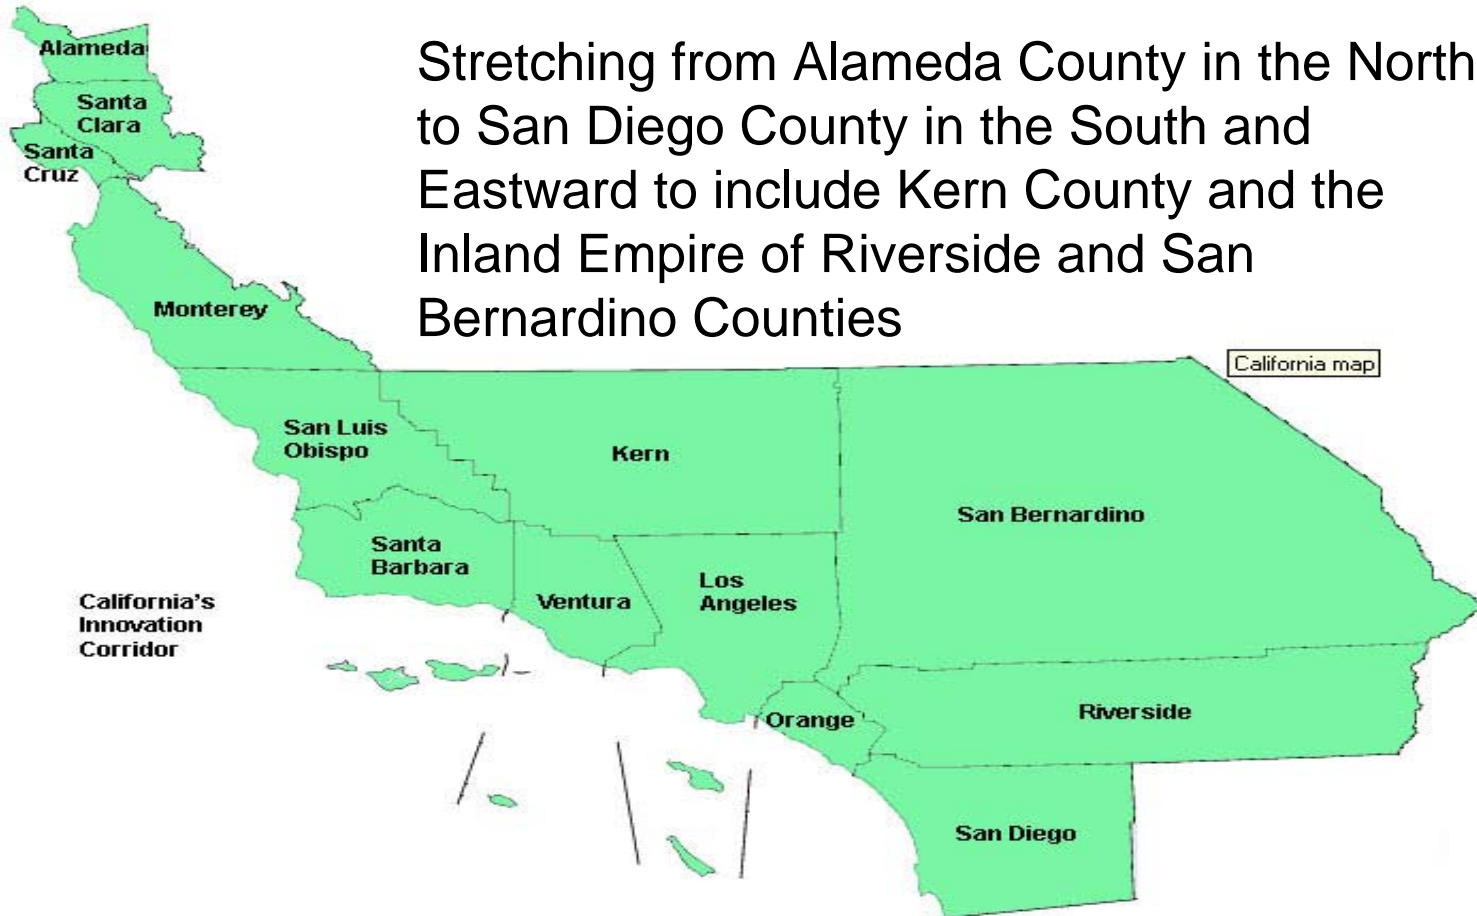 Alameda
Santa
Clara
Santa
Cruz
Stretching from Alameda County in the North
to San Diego County in the South and
Eastward to include Kern County and the
Inland Empire of Riverside and San
Bernardino Counties
Monterey
California map
San Luis
Obispo
Kern
San Bernardino
Santa
Barbara
Ventura
Los
Angeles
California's
Innovation
Corridor
Orange
Riverside
San Diego